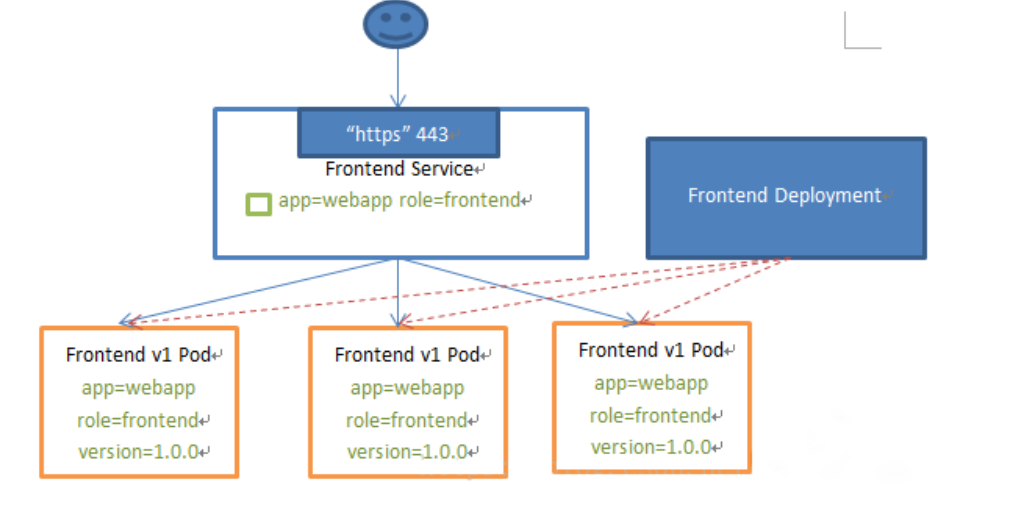 “https” 443
Frontend Service
app=webapp role=frontend
Frontend Deployment
Frontend v1 Pod
app=webapp
role=frontend
version=1.0.0
Frontend v1 Pod
app=webapp
role=frontend
version=1.0.0
Frontend v1 Pod
app=webapp
role=frontend
version=1.0.0